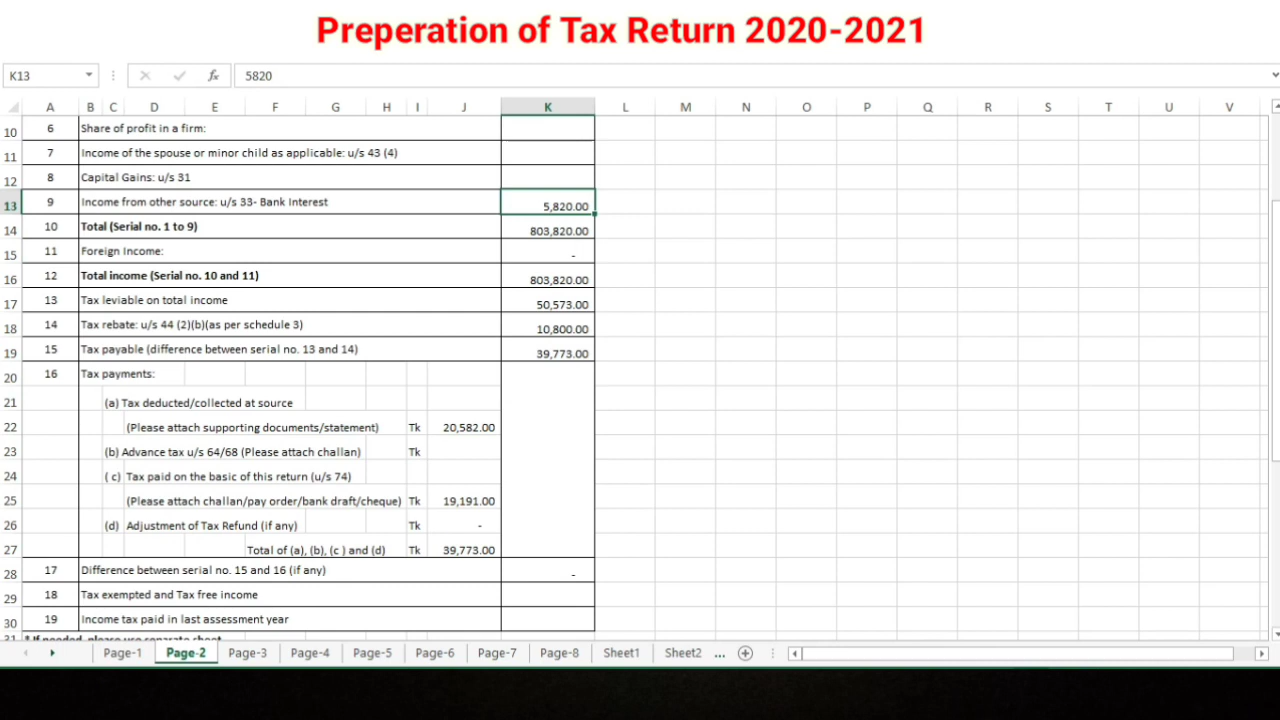 Preperation of Tax Return 2020-2021
K13 fx 5820
A B C D E F G H I J K L M N O P Q R S T U V
10 6 Share of profit in a firm:
11 7 Income of the spouse or minor child as applicable: u/s 43 (4)
12 8 Capital Gains: u/s 31
13 9 Income from other source: u/s 33- Bank Interest 5,820.00
14 10 Total (Serial no. 1 to 9) 803,820.00
15 11 Foreign Income: -
16 12 Total income (Serial no. 10 and 11) 803,820.00
17 13 Tax leviable on total income 50,573.00
18 14 Tax rebate: u/s 44 (2)(b)(as per schedule 3) 10,800.00
19 15 Tax payable (difference between serial no. 13 and 14) 39,773.00
20 16 Tax payments:
21 (a) Tax deducted/collected at source
22 (Please attach supporting documents/statement) Tk 20,582.00
23 (b) Advance tax u/s 64/68 (Please attach challan) Tk
24 ( c) Tax paid on the basic of this return (u/s 74)
25 (Please attach challan/pay order/bank draft/cheque) Tk 19,191.00
26 (d) Adjustment of Tax Refund (if any) Tk -
27 Total of (a), (b), (c ) and (d) Tk 39,773.00
28 17 Difference between serial no. 15 and 16 (if any) -
29 18 Tax exempted and Tax free income
30 19 Income tax paid in last assessment year
31 * If needed, please use separate sheet
Page-1 Page-2 Page-3 Page-4 Page-5 Page-6 Page-7 Page-8 Sheet1 Sheet2 ...